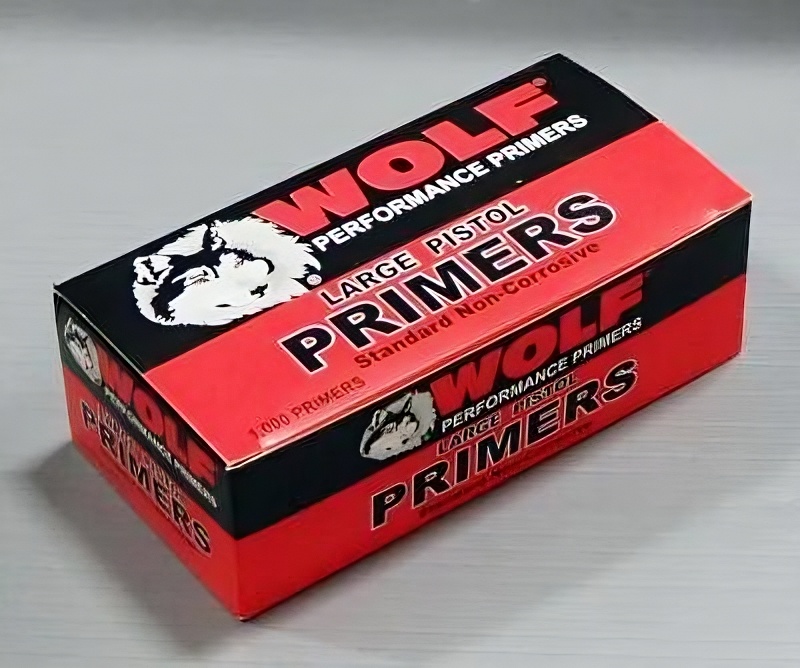 WOLF®
PERFORMANCE PRIMERS
LARGE PISTOL
PRIMERS
Standard Non-Corrosive
1,000 PRIMERS
WOLF
PERFORMANCE PRIMERS
LARGE PISTOL
PRIMERS
WOLF
PERFORMANCE PRIMERS
PRIMERS